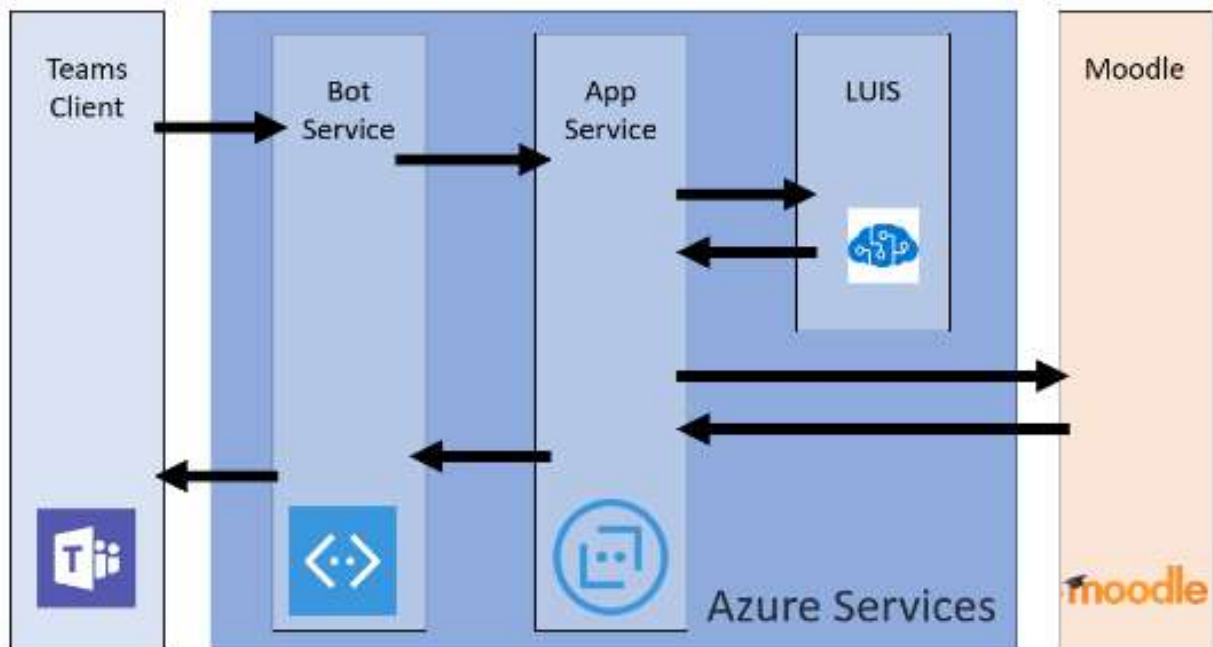 Teams
Client
Bot
Service
App
Service
LUIS
Moodle
T
Azure Services
moodle